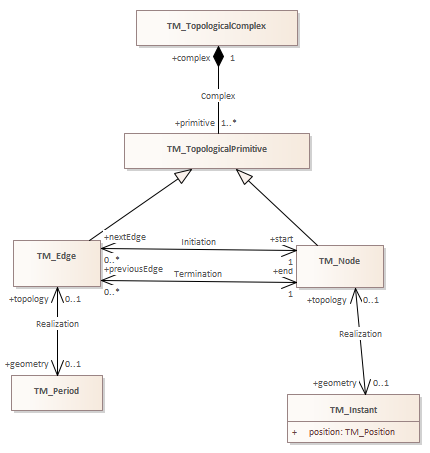 TM_TopologicalComplex
+complex 1
Complex
+primitive 1..*
TM_TopologicalPrimitive
+nextEdge +start
TM_Edge Initiation TM_Node
0..* 1
+previousEdge +end
Termination
0..* 1
+topology 0..1 +topology 0..1
Realization Realization
+geometry 0..1 +geometry 0..1
TM_Period TM_Instant
+ position: TM_Position